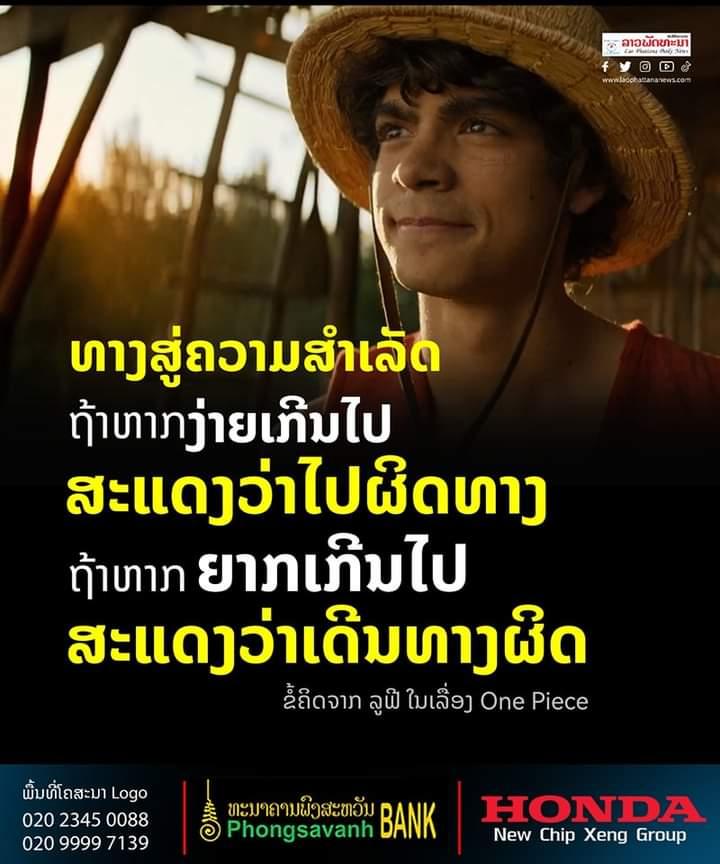 ລາວພັດທະນາ
Lao Phattana Daily News
www.laophattananews.com
ທາງສູ່ຄວາມສຳເລັດ
ຖ້າຫາກງ່າຍເກີນໄປ
ສະແດງວ່າໄປຜິດທາງ
ຖ້າຫາກ ຍາກເກີນໄປ
ສະແດງວ່າເດີນທາງຜິດ
ຂໍ້ຄິດຈາກ ລູຟີ ໃນເລື່ອງ One Piece
ພື້ນທີ່ໂຄສະນາ Logo
020 2345 0088
020 9999 7139
ທະນາຄານພົງສະຫວັນ
Phongsavanh BANK
HONDA
New Chip Xeng Group